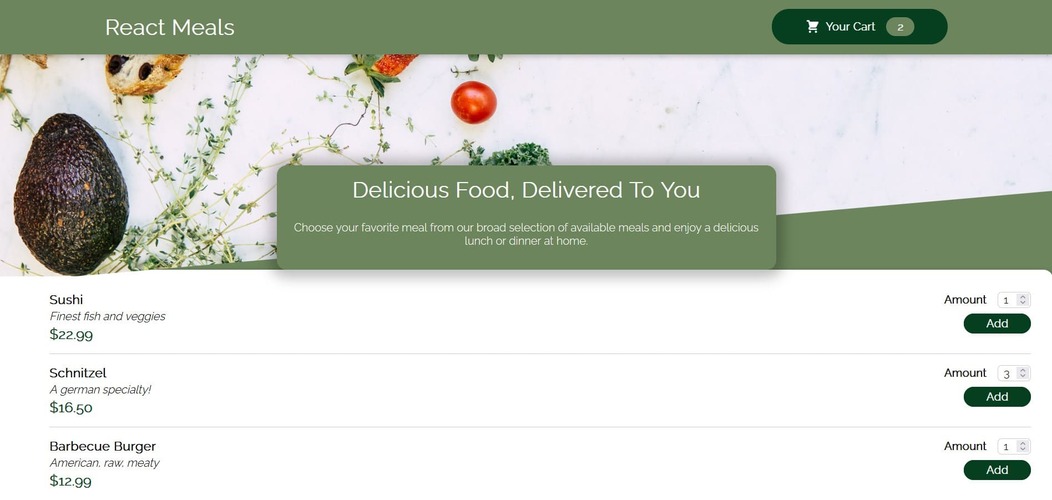 React Meals
Your Cart 2
Delicious Food, Delivered To You
Choose your favorite meal from our broad selection of available meals and enjoy a delicious
lunch or dinner at home.
Sushi
Amount 1
Finest fish and veggies
Add
$22.99
Schnitzel
Amount 3
A german specialty!
Add
$16.50
Barbecue Burger
Amount 1
American, raw, meaty
Add
$12.99